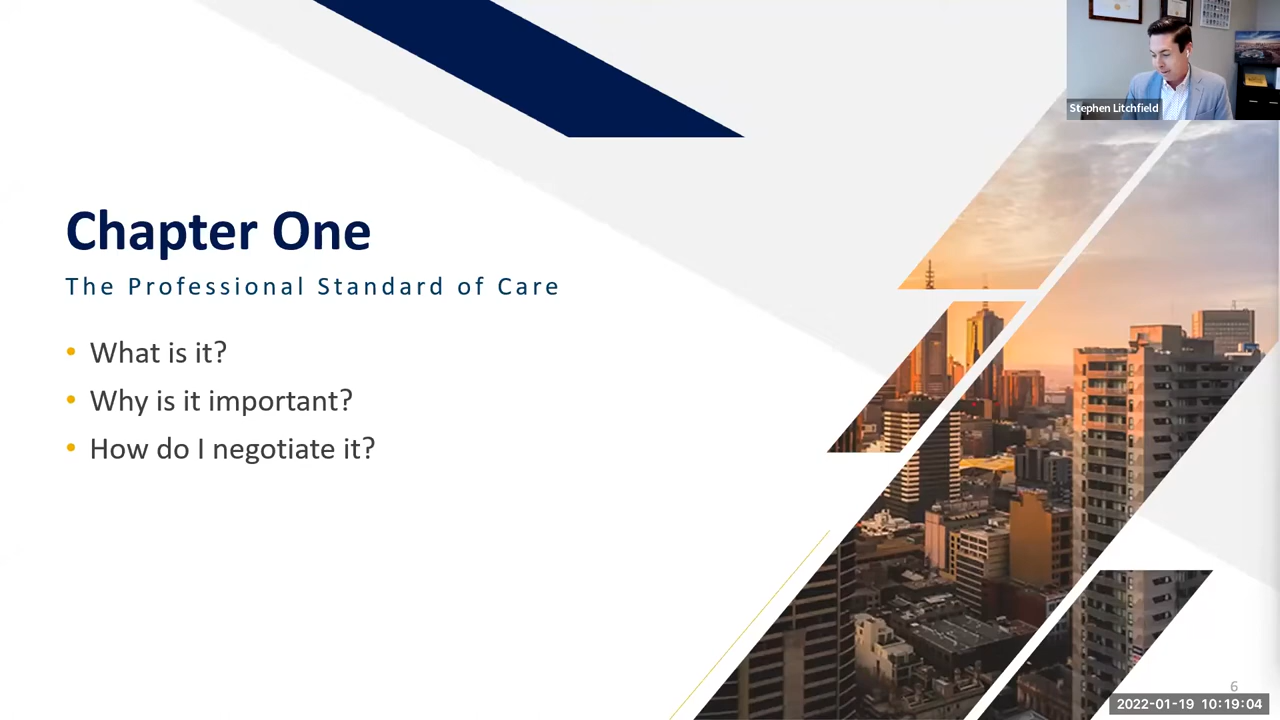 Stephen Litchfield
Chapter One
The Professional Standard of Care
• What is it?
• Why is it important?
• How do I negotiate it?
6
2022-01-19 10:19:04